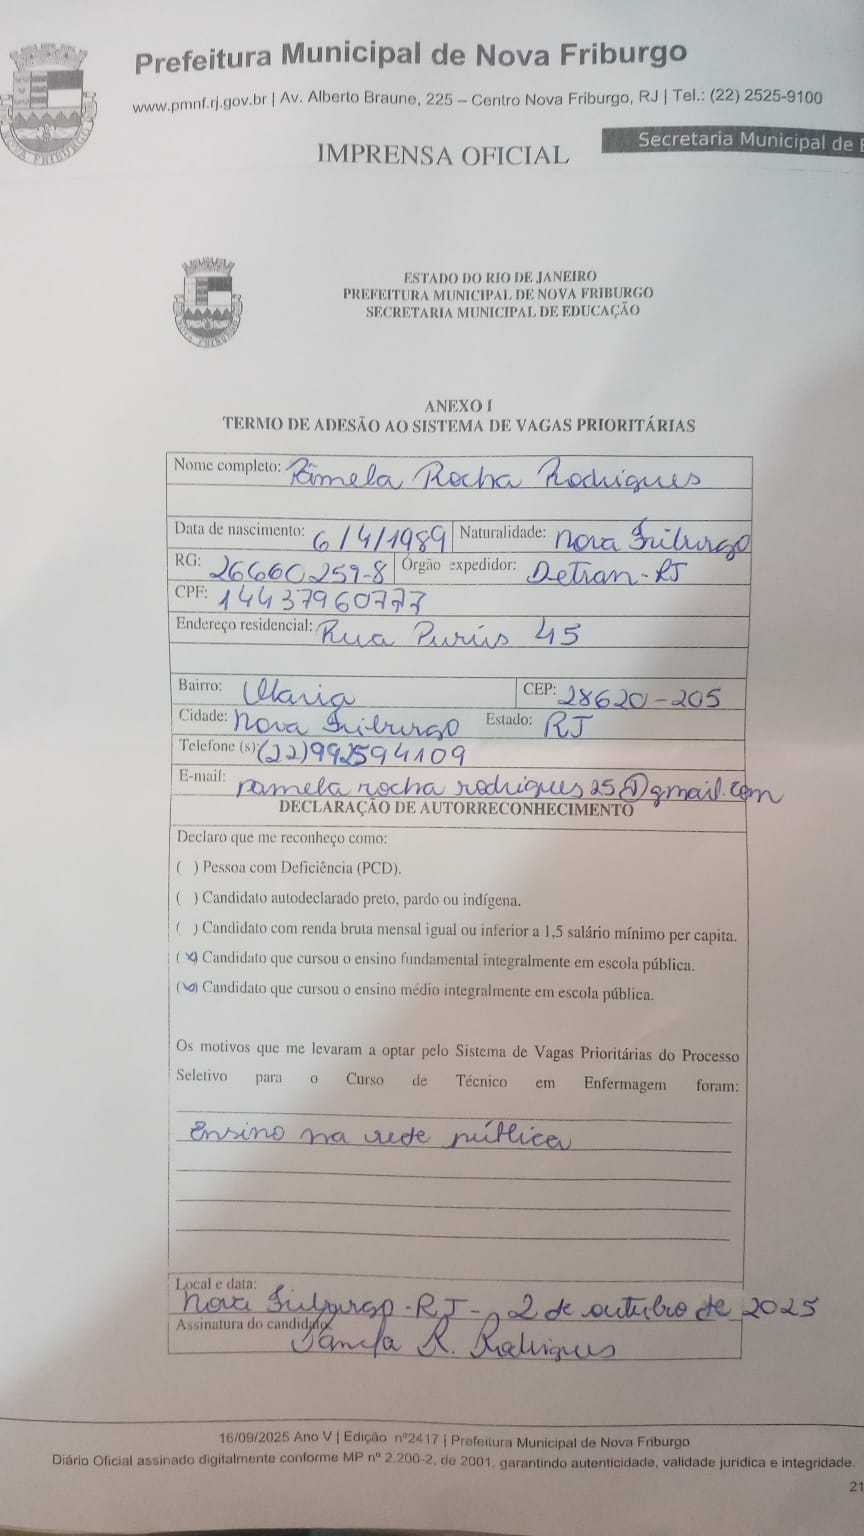 Prefeitura Municipal de Nova Friburgo
www.pmnf.rj.gov.br | Av. Alberto Braune, 225 – Centro Nova Friburgo, RJ | Tel.: (22) 2525-9100
Secretaria Municipal de E
IMPRENSA OFICIAL
NOVA FRIBURGO
ESTADO DO RIO DE JANEIRO
PREFEITURA MUNICIPAL DE NOVA FRIBURGO
SECRETARIA MUNICIPAL DE EDUCAÇÃO
ANEXO I
TERMO DE ADESÃO AO SISTEMA DE VAGAS PRIORITÁRIAS
Nome completo: Pâmela Rocha Rodrigues
Data de nascimento: 6/4/1989 Naturalidade: Nova Friburgo
RG: 26660259-8 Órgão expedidor: Detran-RJ
CPF: 14437960777
Endereço residencial: Rua Purús 45
Bairro: Olaria CEP: 28620-205
Cidade: Nova Friburgo Estado: RJ
Telefone (s) (22)992594109
E-mail: pamela rocha rodrigues25@gmail.com
DECLARAÇÃO DE AUTORRECONHECIMENTO
Declaro que me reconheço como:
( ) Pessoa com Deficiência (PCD).
( ) Candidato autodeclarado preto, pardo ou indígena.
( ) Candidato com renda bruta mensal igual ou inferior a 1,5 salário mínimo per capita.
(x) Candidato que cursou o ensino fundamental integralmente em escola pública.
(x) Candidato que cursou o ensino médio integralmente em escola pública.
Os motivos que me levaram a optar pelo Sistema de Vagas Prioritárias do Processo
Seletivo para o Curso de Técnico em Enfermagem foram:
Ensino na rede pública
Local e data:
Nova Friburgo-RJ- 2 de outubro de 2025
Assinatura do candidato:
Pamela R. Rodrigues
16/09/2025 Ano V | Edição nº2417 | Prefeitura Municipal de Nova Friburgo
Diário Oficial assinado digitalmente conforme MP nº 2.200-2, de 2001, garantindo autenticidade, validade jurídica e integridade.
21